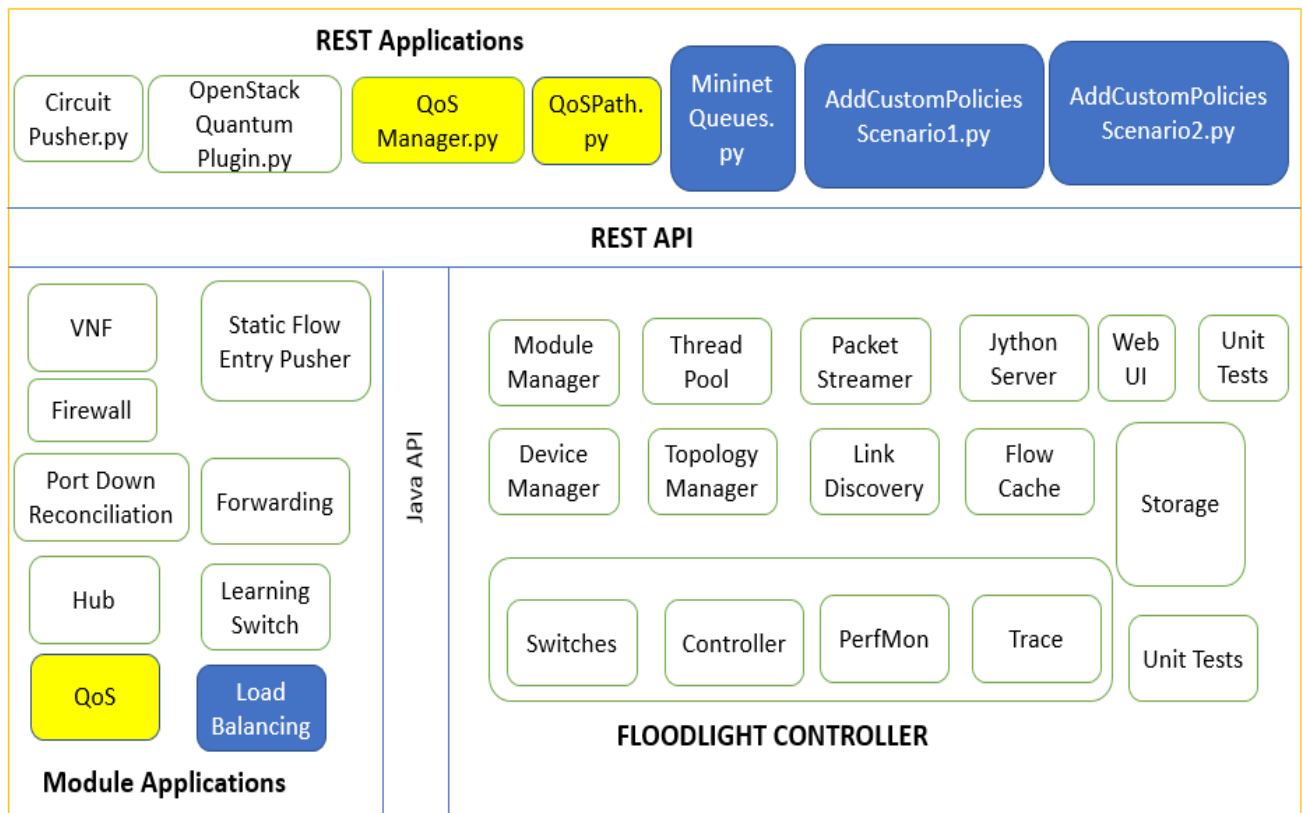 REST Applications
Circuit
Pusher.py
OpenStack
Quantum
Plugin.py
QoS
Manager.py
QoSPath.
py
Mininet
Queues.
py
AddCustomPolicies
Scenario1.py
AddCustomPolicies
Scenario2.py
REST API
VNF
Static Flow
Entry Pusher
Firewall
Port Down
Reconciliation
Forwarding
Hub
Learning
Switch
QoS
Load
Balancing
Module Applications
Java API
Module
Manager
Thread
Pool
Packet
Streamer
Jython
Server
Web
UI
Unit
Tests
Device
Manager
Topology
Manager
Link
Discovery
Flow
Cache
Storage
Switches
Controller
PerfMon
Trace
Unit Tests
FLOODLIGHT CONTROLLER